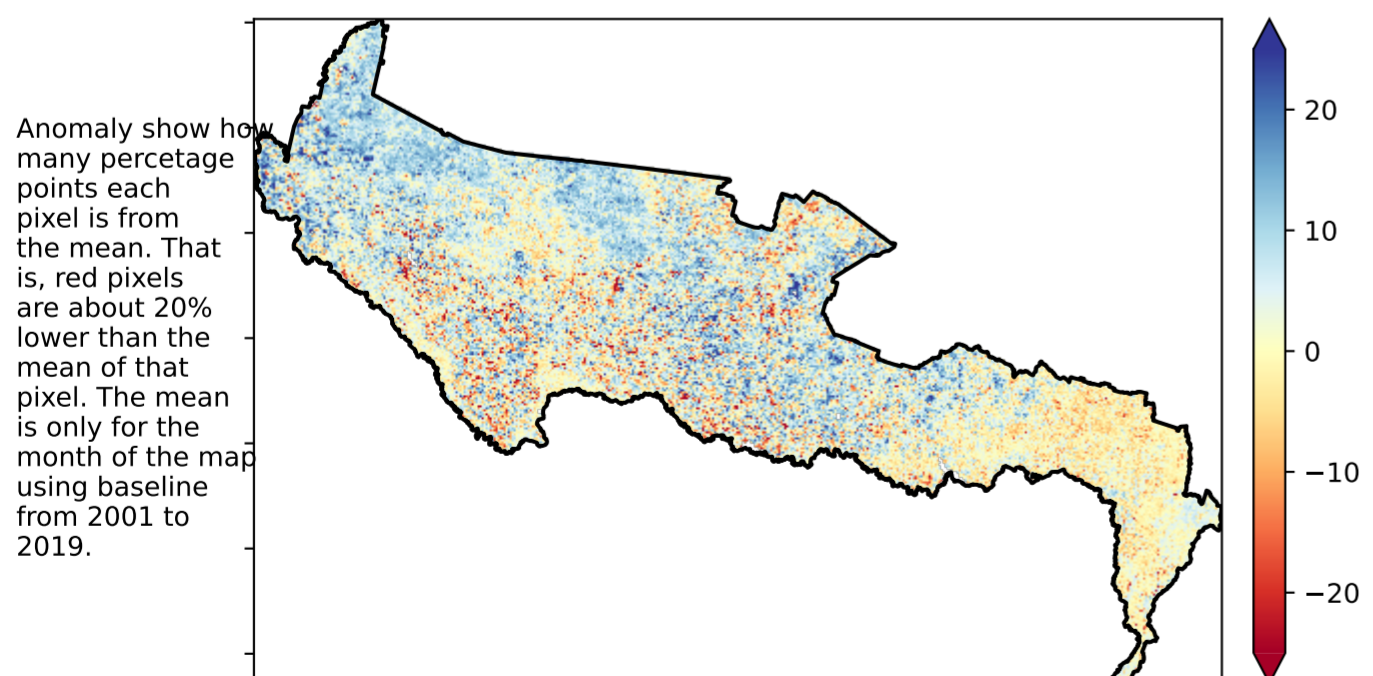 Anomaly show how
many percetage
points each
pixel is from
the mean. That
is, red pixels
are about 20%
lower than the
mean of that
pixel. The mean
is only for the
month of the map
using baseline
from 2001 to
2019.
20
10
0
−10
−20